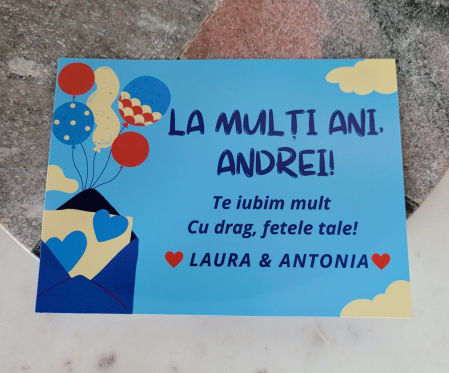 LA MULȚI ANI,
ANDREI!
Te iubim mult
Cu drag, fetele tale!
LAURA & ANTONIA